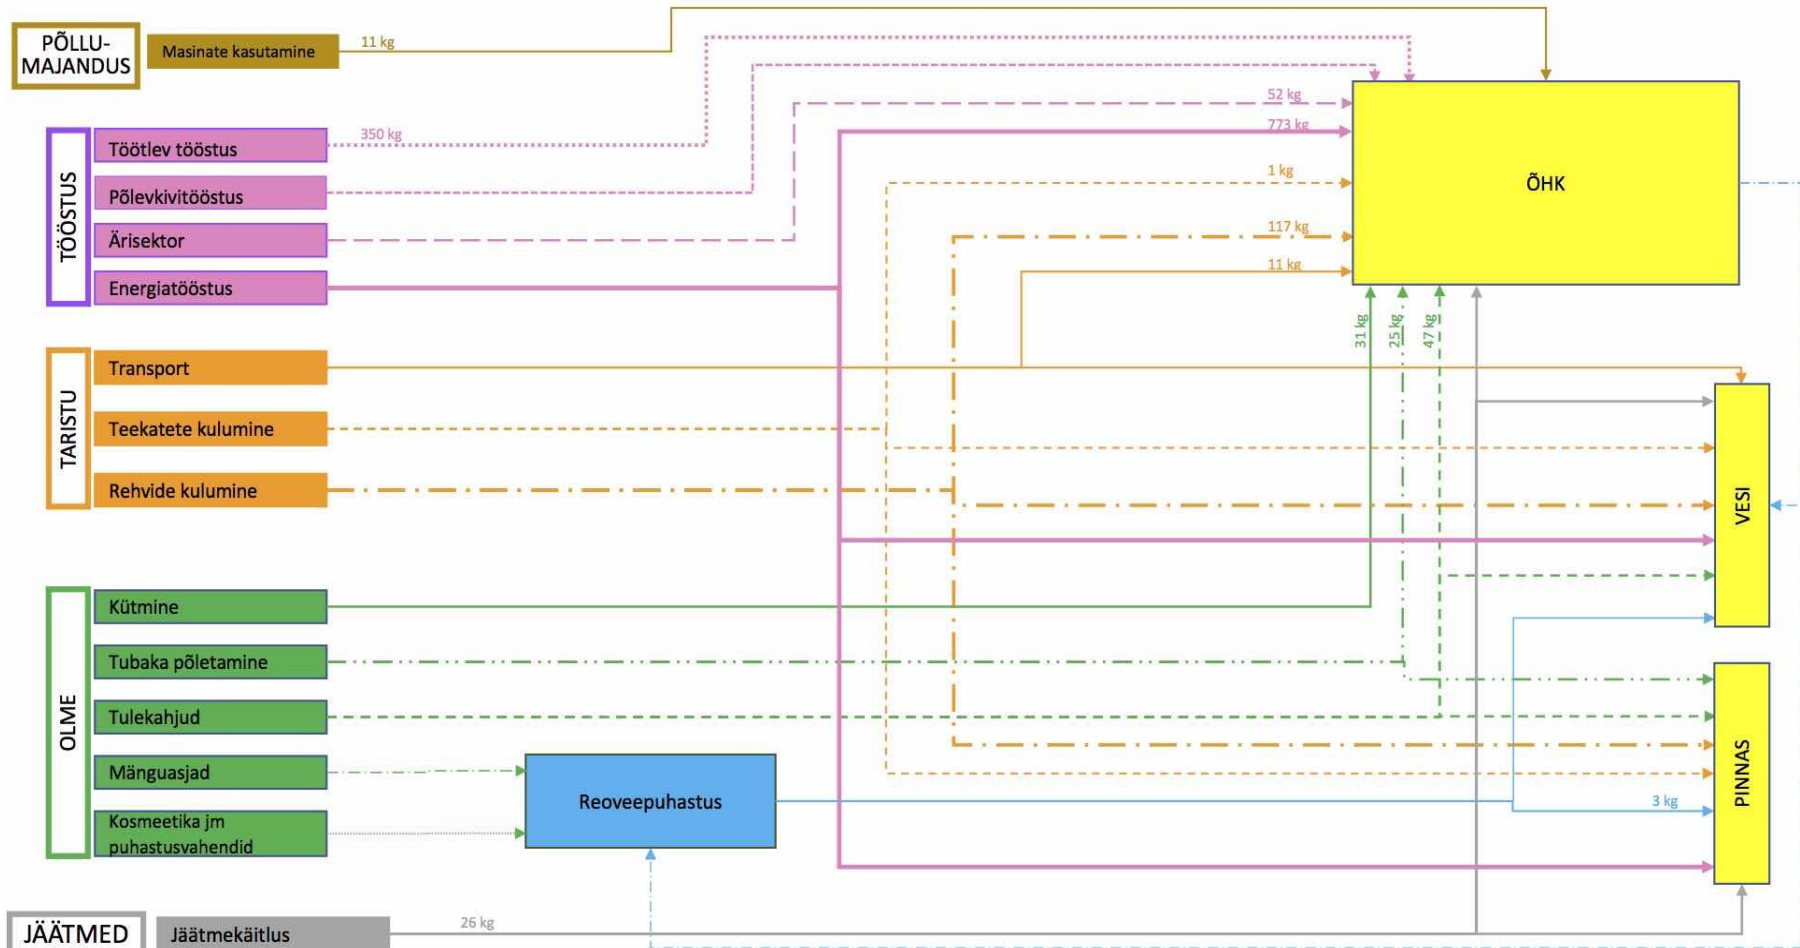 PÕLLU-
MAJANDUS
Masinate kasutamine
11 kg
TÖÖSTUS
Töötlev tööstus
350 kg
Põlevkivitööstus
Ärisektor
Energiatööstus
52 kg
773 kg
1 kg
117 kg
11 kg
ÕHK
31 kg
25 kg
47 kg
TARISTU
Transport
Teekatete kulumine
Rehvide kulumine
VESI
OLME
Kütmine
Tubaka põletamine
Tulekahjud
Mänguasjad
Kosmeetika jm
puhastusvahendid
Reoveepuhastus
3 kg
PINNAS
JÄÄTMED
Jäätmekäitlus
26 kg